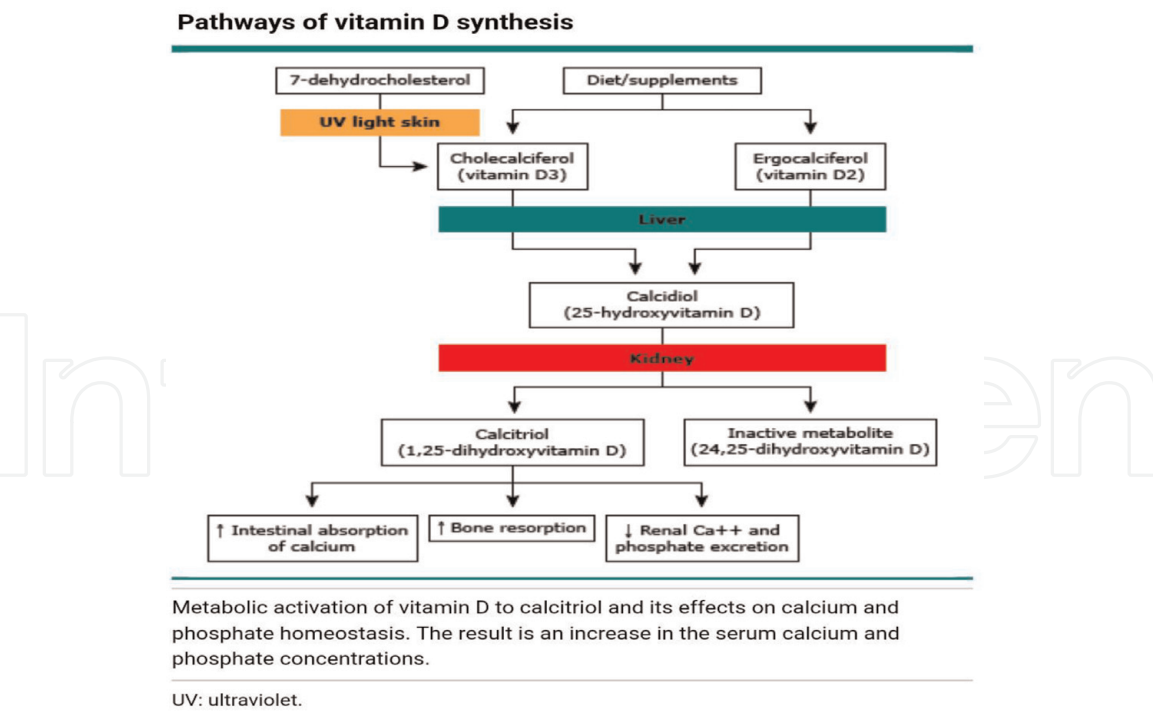 Pathways of vitamin D synthesis
7-dehydrocholesterol
Diet/supplements
UV light skin
Cholecalciferol
(vitamin D3)
Ergocalciferol
(vitamin D2)
Liver
Calcidiol
(25-hydroxyvitamin D)
Kidney
Calcitriol
(1,25-dihydroxyvitamin D)
Inactive metabolite
(24,25-dihydroxyvitamin D)
↑ Intestinal absorption
of calcium
↑ Bone resorption
↓ Renal Ca++ and
phosphate excretion
Metabolic activation of vitamin D to calcitriol and its effects on calcium and
phosphate homeostasis. The result is an increase in the serum calcium and
phosphate concentrations.
UV: ultraviolet.